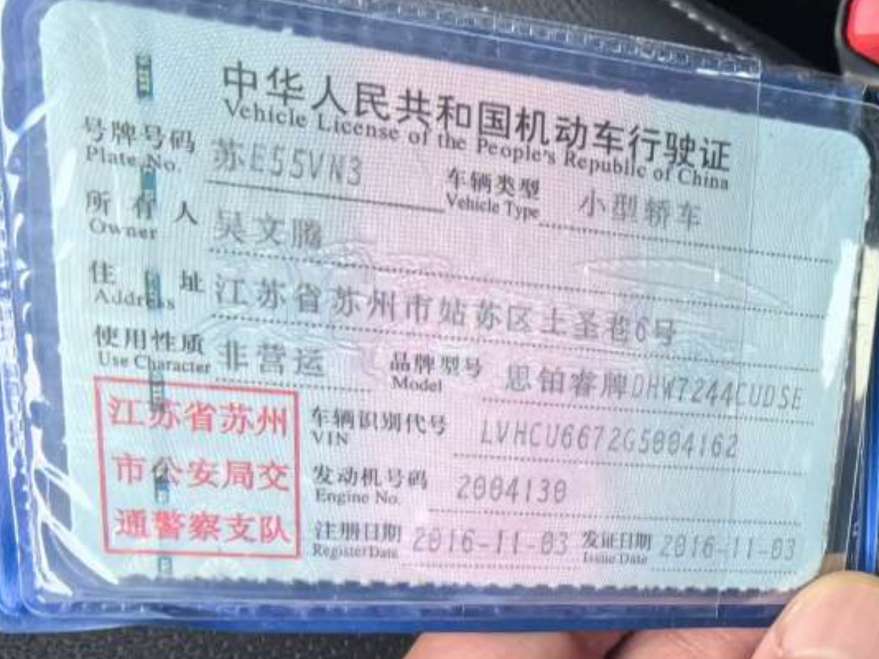 中华人民共和国机动车行驶证
Vehicle License of the People's Republic of China
号牌号码 苏E55VN3 车辆类型 小型轿车
Plate No. Vehicle Type
所有人 吴文腾
Owner
住址 江苏省苏州市姑苏区土圣巷6号
Address
使用性质 非营运 品牌型号 思铂睿牌DHW7244CUDSE
Use Character Model
江苏省苏州 车辆识别代号 LVHCU6672G5004162
VIN
市公安局交 发动机号码 2004130
Engine No.
通警察支队 注册日期 2016-11-03 发证日期 2016-11-03
Register Date Issue Date